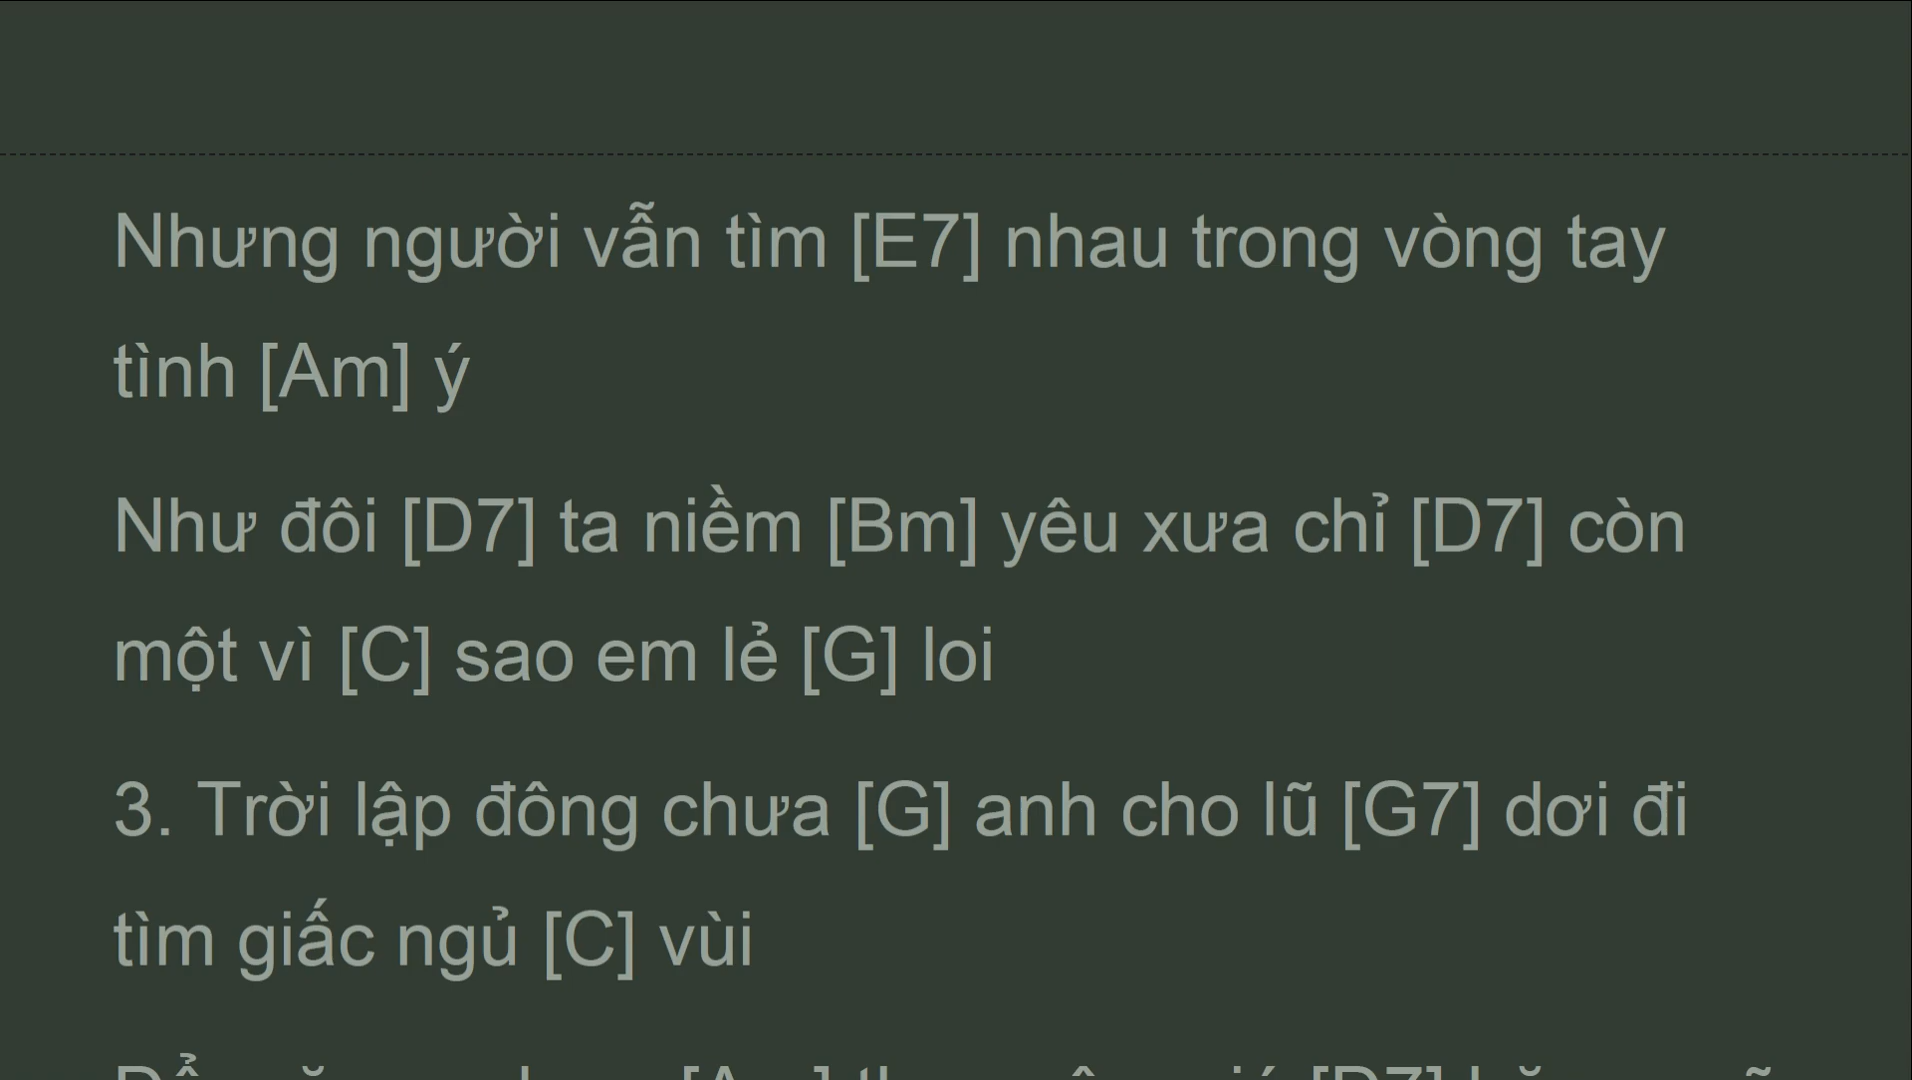 Nhưng người vẫn tìm [E7] nhau trong vòng tay
tình [Am] ý
Như đôi [D7] ta niềm [Bm] yêu xưa chỉ [D7] còn
một vì [C] sao em lẻ [G] loi
3. Trời lập đông chưa [G] anh cho lũ [G7] dơi đi
tìm giấc ngủ [C] vùi